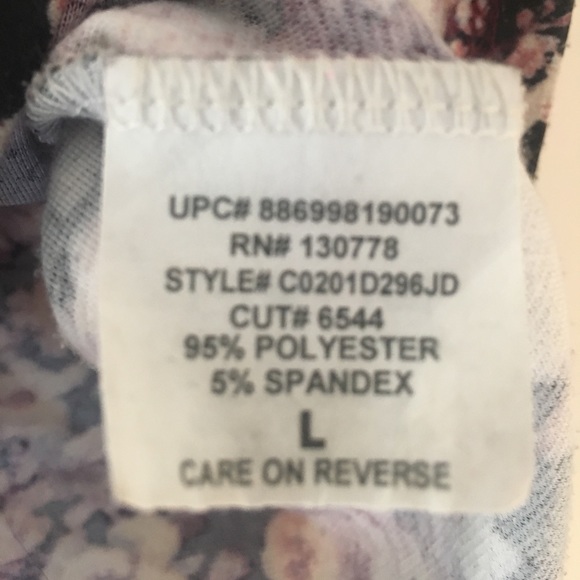 UPC# 886998190073
RN# 130778
STYLE# C0201D296JD
CUT# 6544
95% POLYESTER
5% SPANDEX
L
CARE ON REVERSE